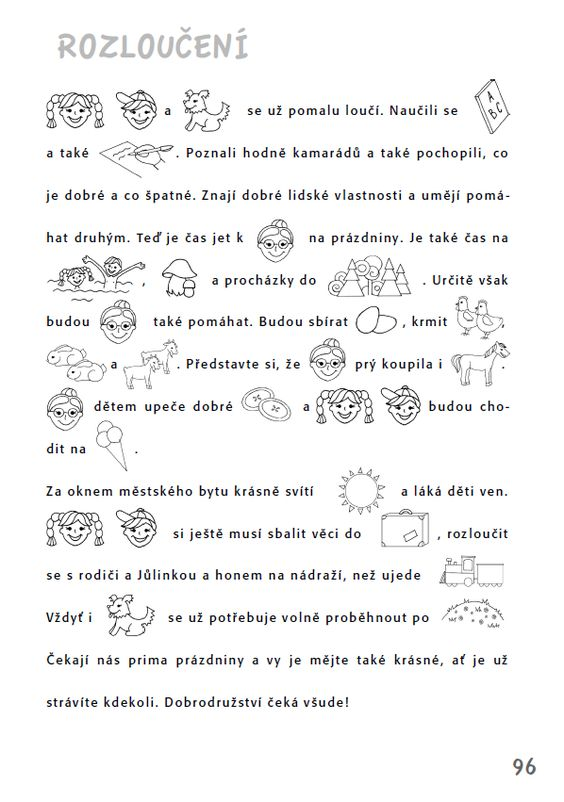 ROZLOUČENÍ
a se už pomalu loučí. Naučili se A B C
a také . Poznali hodně kamarádů a také pochopili, co
je dobré a co špatné. Znají dobré lidské vlastnosti a umějí pomá-
hat druhým. Teď je čas jet k na prázdniny. Je také čas na
, a procházky do . Určitě však
budou také pomáhat. Budou sbírat , krmit ,
a . Představte si, že prý koupila i .
dětem upeče dobré a budou cho-
dit na .
Za oknem městského bytu krásně svítí a láká děti ven.
si ještě musí sbalit věci do , rozloučit
se s rodiči a Jůlinkou a honem na nádraží, než ujede
Vždyť i se už potřebuje volně proběhnout po
Čekají nás prima prázdniny a vy je mějte také krásné, ať je už
strávíte kdekoli. Dobrodružství čeká všude!
96